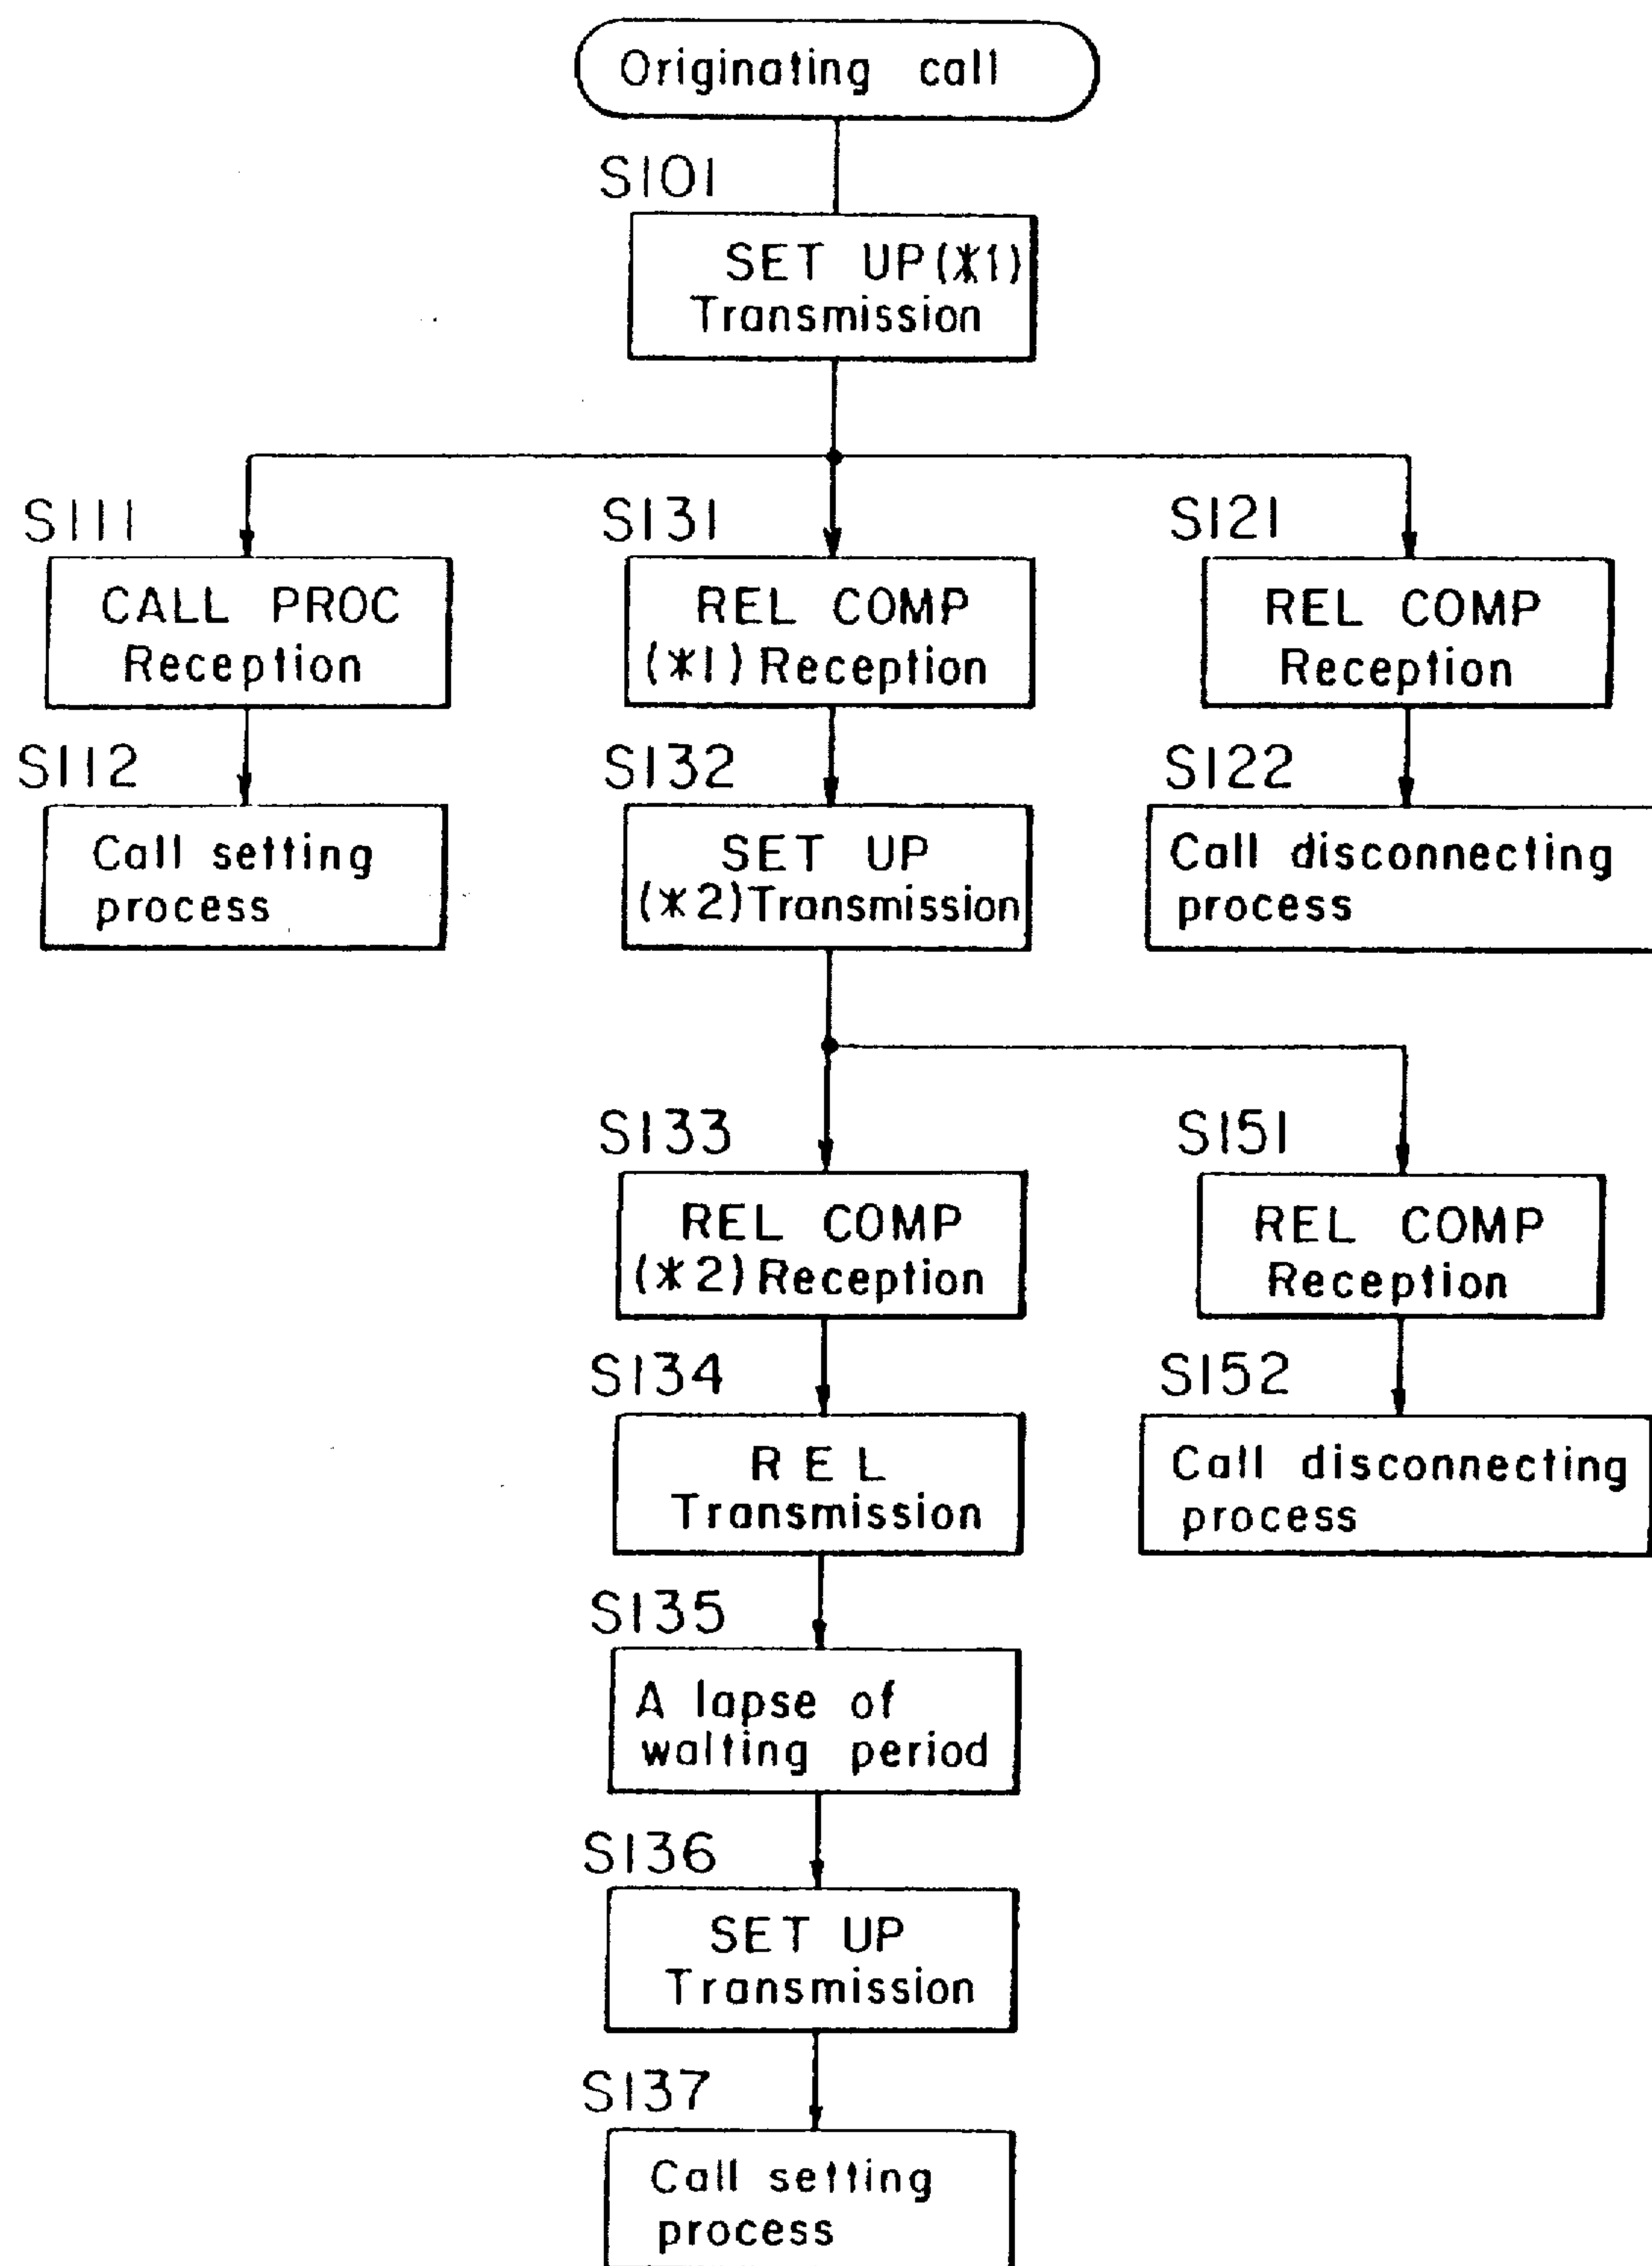 Originating call
S101
SET UP(*1)
Transmission
S111
CALL PROC
Reception
S131
REL COMP
(*1) Reception
S121
REL COMP
Reception
S112
Call setting
process
S132
SET UP
(*2) Transmission
S122
Call disconnecting
process
S133
REL COMP
(*2) Reception
S151
REL COMP
Reception
S134
REL
Transmission
S152
Call disconnecting
process
S135
A lapse of
walting period
S136
SET UP
Transmission
S137
Call setting
process